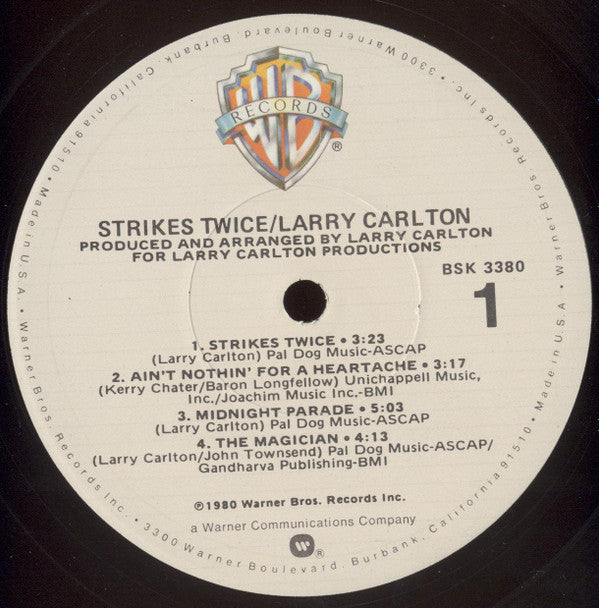 WB
RECORDS
®
STRIKES TWICE/LARRY CARLTON
PRODUCED AND ARRANGED BY LARRY CARLTON
FOR LARRY CARLTON PRODUCTIONS
BSK 3380
1
1. STRIKES TWICE • 3:23
(Larry Carlton) Pal Dog Music-ASCAP
2. AIN'T NOTHIN' FOR A HEARTACHE • 3:17
(Kerry Chater/Baron Longfellow) Unichappell Music,
Inc./Joachim Music Inc.-BMI
3. MIDNIGHT PARADE • 5:03
(Larry Carlton) Pal Dog Music-ASCAP
4. THE MAGICIAN • 4:13
(Larry Carlton/John Townsend) Pal Dog Music-ASCAP/
Gandharva Publishing-BMI
℗1980 Warner Bros. Records Inc.
a Warner Communications Company
W ®
Warner Bros. Records Inc. • 3300 Warner Boulevard, Burbank, California 91510 • Made in U.S.A. •
Warner Bros. Records Inc. • 3300 Warner Boulevard, Burbank, California 91510 • Made in U.S.A. •